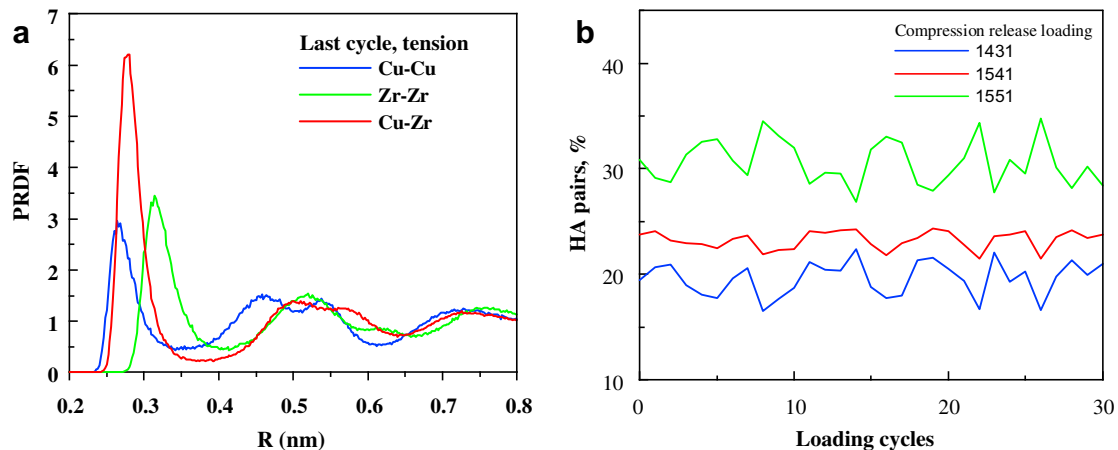 a
7
6
5
4
3
2
1
0
PRDF
Last cycle, tension
Cu-Cu
Zr-Zr
Cu-Zr
0.2 0.3 0.4 0.5 0.6 0.7 0.8
R (nm)
b
40
30
20
10
HA pairs, %
Compression release loading
1431
1541
1551
0 10 20 30
Loading cycles